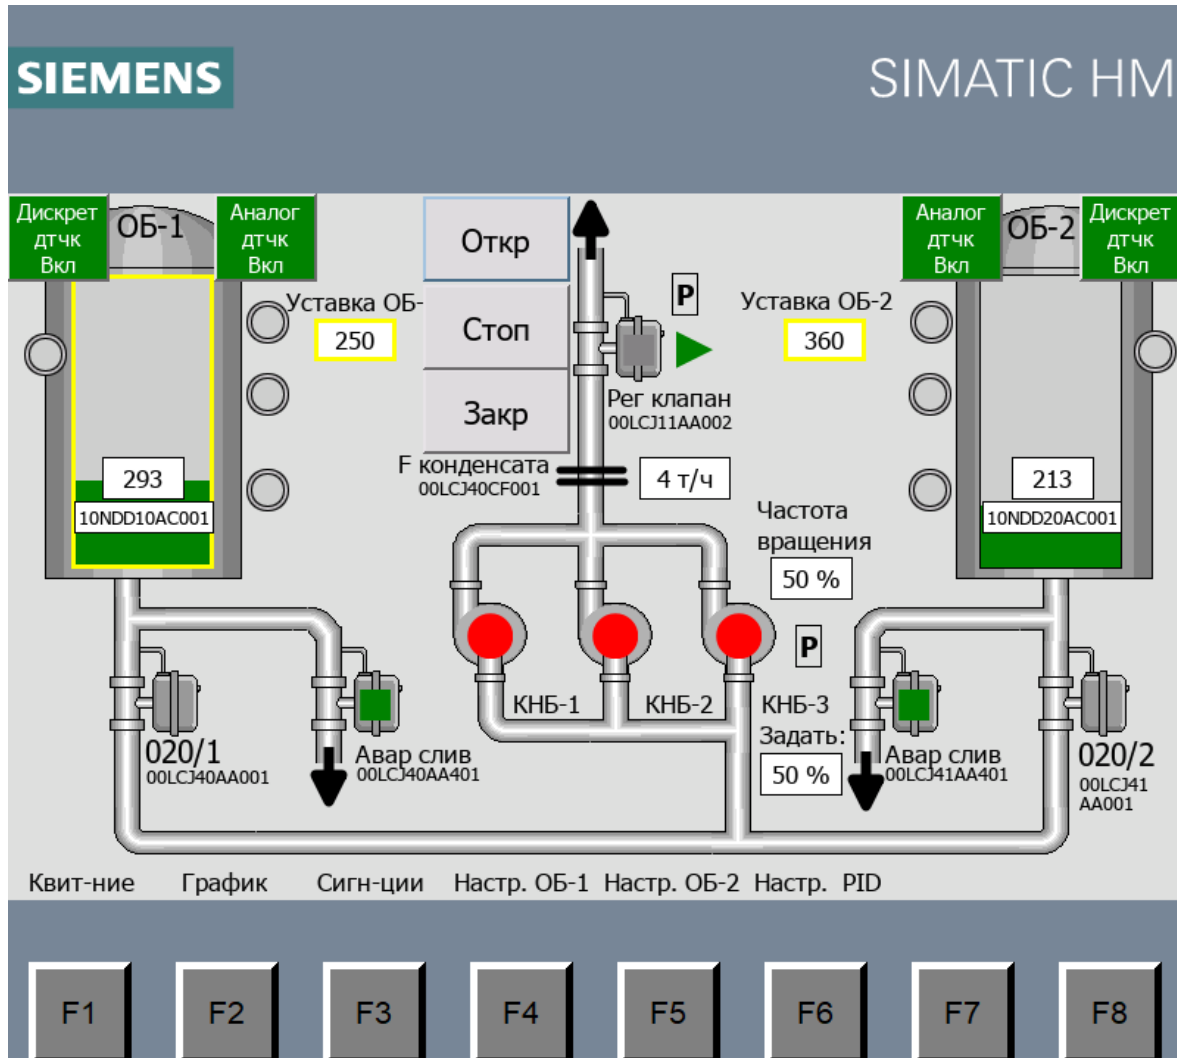 SIEMENS
SIMATIC HM
Дискрет
дтчк
Вкл
ОБ-1
Аналог
дтчк
Вкл
Откр
Стоп
Закр
Аналог
дтчк
Вкл
ОБ-2
Дискрет
дтчк
Вкл
Уставка ОБ-
250
P
Уставка ОБ-2
360
Рег клапан
00LCJ11AA002
F конденсата
00LCJ40CF001
4 т/ч
293
10NDD10AC001
213
10NDD20AC001
Частота
вращения
50 %
P
КНБ-1
КНБ-2
КНБ-3
Задать:
50 %
020/1
00LCJ40AA001
Авар слив
00LCJ40AA401
Авар слив
00LCJ41AA401
020/2
00LCJ41
AA001
Квит-ние График Сигн-ции Настр. ОБ-1 Настр. ОБ-2 Настр. PID
F1 F2 F3 F4 F5 F6 F7 F8